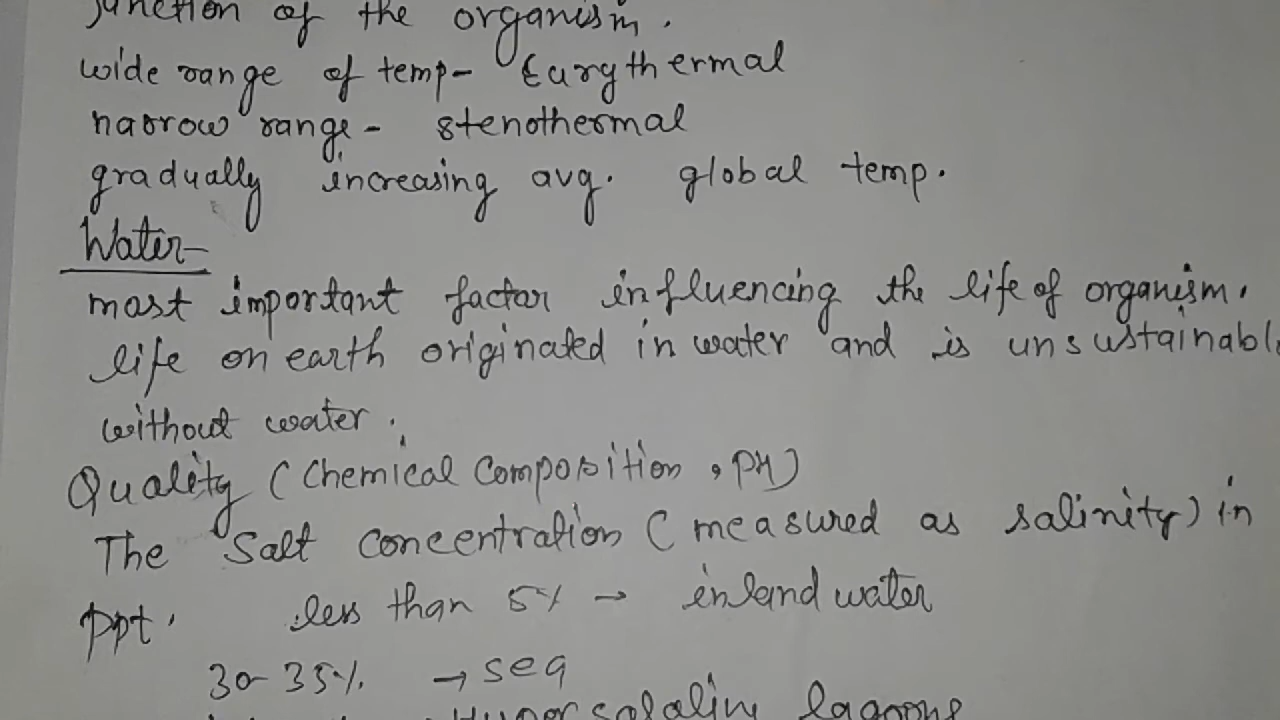 function of the organism.
wide range of temp- Eurythermal
narrow range- stenothermal
gradually increasing avg. global temp.
Water-
most important factor influencing the life of organism.
life on earth originated in water and is unsustainable
without water.
Quality (Chemical Composition, pH)
The Salt concentration (measured as salinity) in
ppt. less than 5% → inland water
30-35% → sea
lagoons